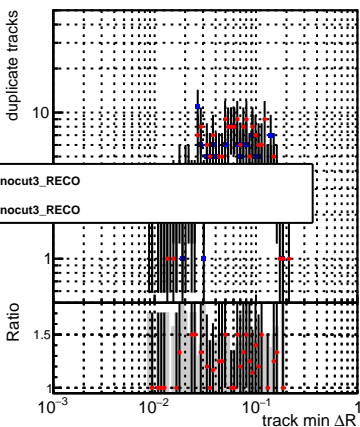 duplicate tracks
10
nocut3_RECO
nocut3_RECO
1
Ratio
1.5
1
10⁻³ 10⁻² 10⁻¹ 1
track min ΔR